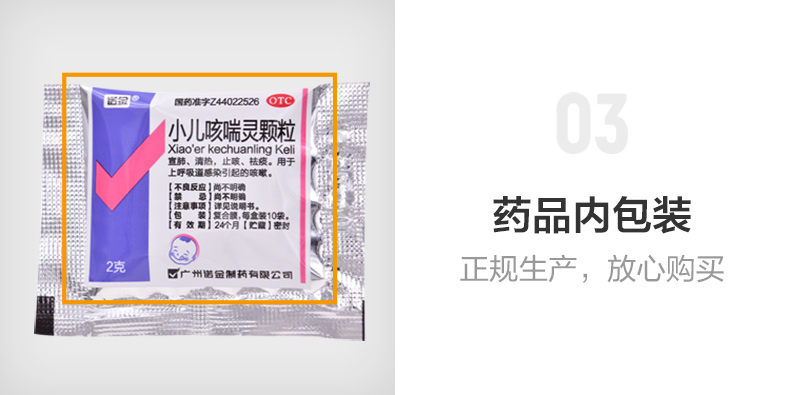 诺金®
国药准字Z44022526
OTC
小儿咳喘灵颗粒
Xiao'er kechuanling Keli
宣肺、清热，止咳、祛痰。用于
上呼吸道感染引起的咳嗽。
【不良反应】尚不明确
【禁 忌】尚不明确
【注意事项】详见说明书。
【包 装】复合膜，每盒装10袋。
【有 效 期】24个月【贮藏】密封
2克
广州诺金制药有限公司
03
药品内包装
正规生产，放心购买